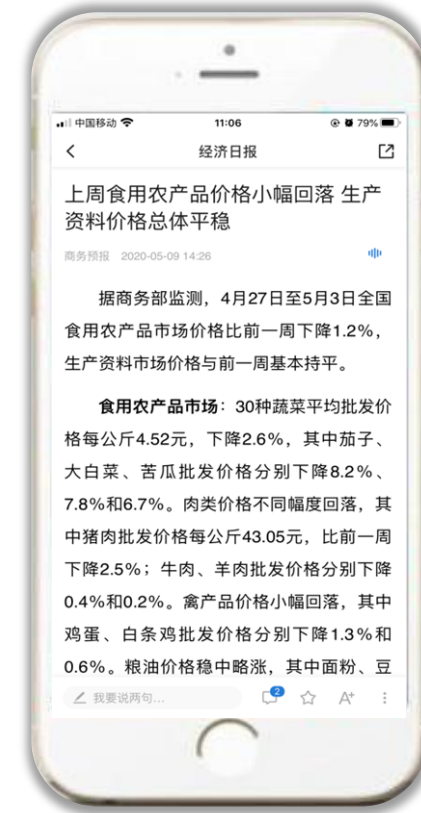 中国移动 11:06 79%
经济日报
上周食用农产品价格小幅回落 生产
资料价格总体平稳
商务预报 2020-05-09 14:26
据商务部监测，4月27日至5月3日全国
食用农产品市场价格比前一周下降1.2%，
生产资料市场价格与前一周基本持平。
食用农产品市场：30种蔬菜平均批发价
格每公斤4.52元，下降2.6%，其中茄子、
大白菜、苦瓜批发价格分别下降8.2%、
7.8%和6.7%。肉类价格不同幅度回落，其
中猪肉批发价格每公斤43.05元，比前一周
下降2.5%；牛肉、羊肉批发价格分别下降
0.4%和0.2%。禽产品价格小幅回落，其中
鸡蛋、白条鸡批发价格分别下降1.3%和
0.6%。粮油价格稳中略涨，其中面粉、豆
我要说两句... 2 A+